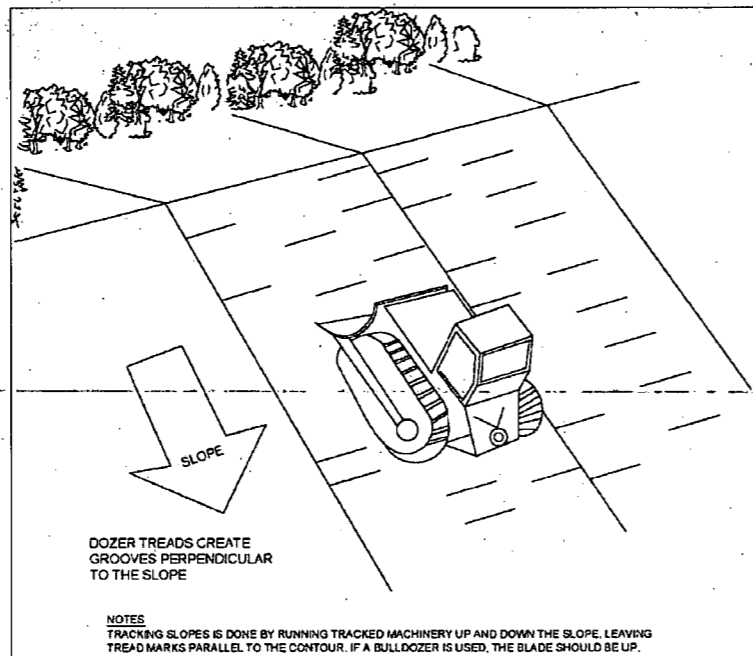 SLOPE
DOZER TREADS CREATE
GROOVES PERPENDICULAR
TO THE SLOPE
NOTES
TRACKING SLOPES IS DONE BY RUNNING TRACKED MACHINERY UP AND DOWN THE SLOPE, LEAVING
TREAD MARKS PARALLEL TO THE CONTOUR. IF A BULLDOZER IS USED, THE BLADE SHOULD BE UP.